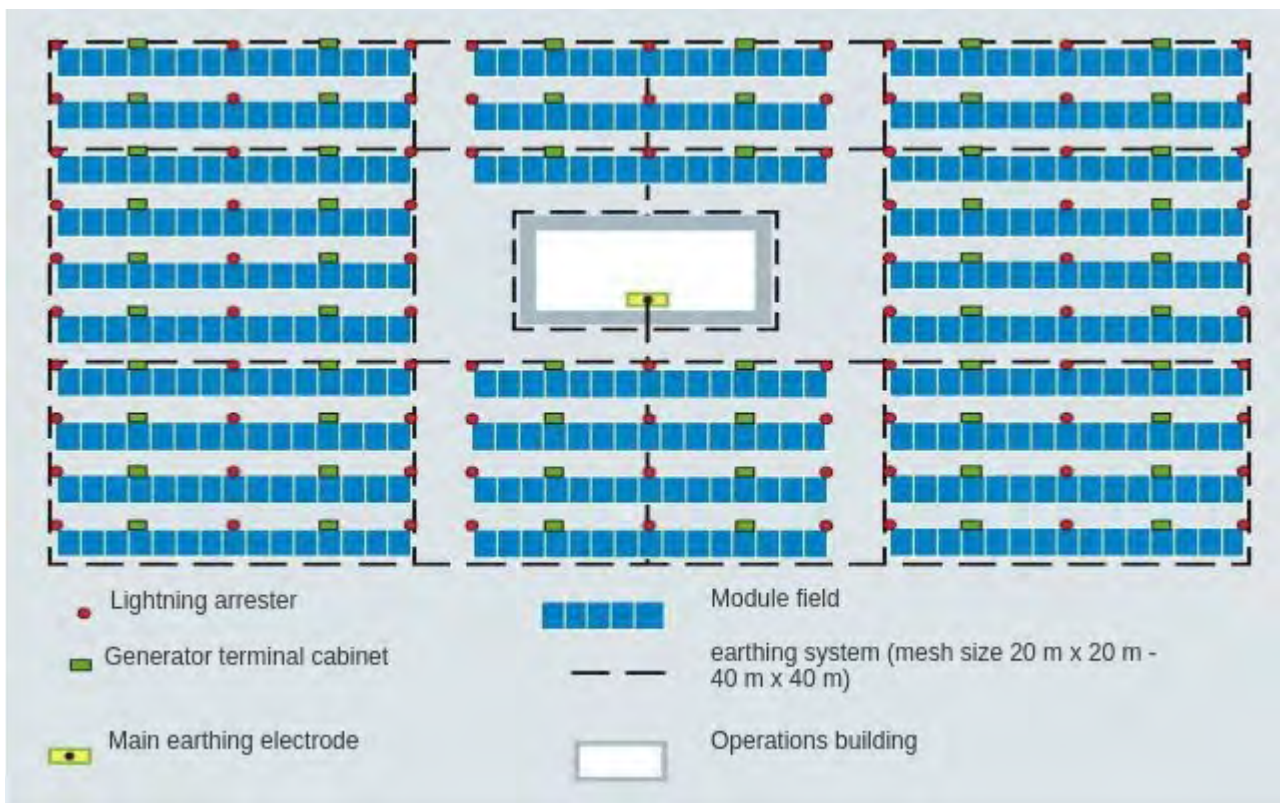 Lightning arrester
Module field
Generator terminal cabinet
earthing system (mesh size 20 m x 20 m -
40 m x 40 m)
Main earthing electrode
Operations building